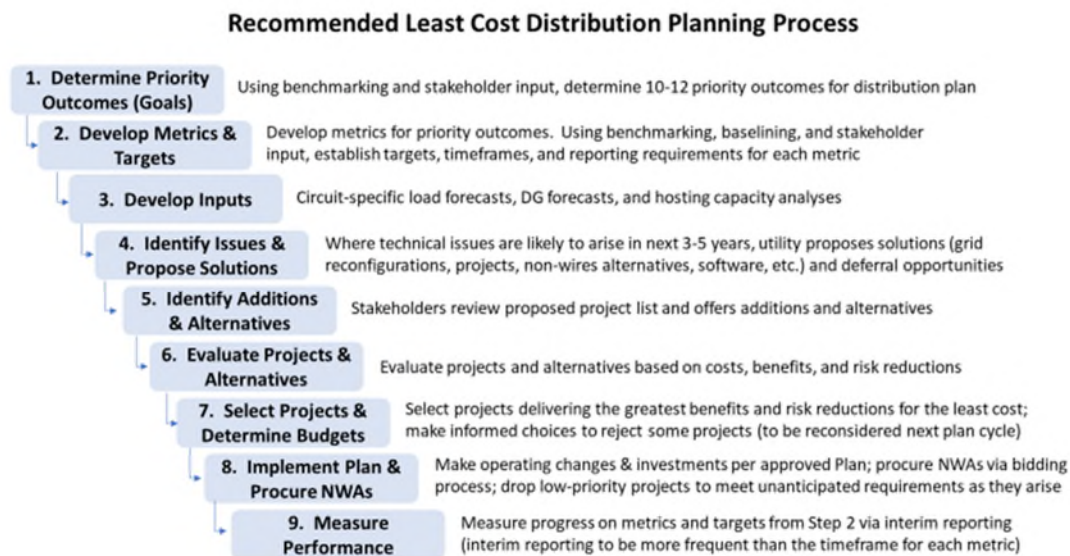 Recommended Least Cost Distribution Planning Process
1. Determine Priority
Outcomes (Goals)
Using benchmarking and stakeholder input, determine 10-12 priority outcomes for distribution plan
2. Develop Metrics &
Targets
Develop metrics for priority outcomes. Using benchmarking, baselining, and stakeholder
input, establish targets, timeframes, and reporting requirements for each metric
3. Develop Inputs
Circuit-specific load forecasts, DG forecasts, and hosting capacity analyses
4. Identify Issues &
Propose Solutions
Where technical issues are likely to arise in next 3-5 years, utility proposes solutions (grid
reconfigurations, projects, non-wires alternatives, software, etc.) and deferral opportunities
5. Identify Additions
& Alternatives
Stakeholders review proposed project list and offers additions and alternatives
6. Evaluate Projects &
Alternatives
Evaluate projects and alternatives based on costs, benefits, and risk reductions
7. Select Projects &
Determine Budgets
Select projects delivering the greatest benefits and risk reductions for the least cost;
make informed choices to reject some projects (to be reconsidered next plan cycle)
8. Implement Plan &
Procure NWAs
Make operating changes & investments per approved Plan; procure NWAs via bidding
process; drop low-priority projects to meet unanticipated requirements as they arise
9. Measure
Performance
Measure progress on metrics and targets from Step 2 via interim reporting
(interim reporting to be more frequent than the timeframe for each metric)